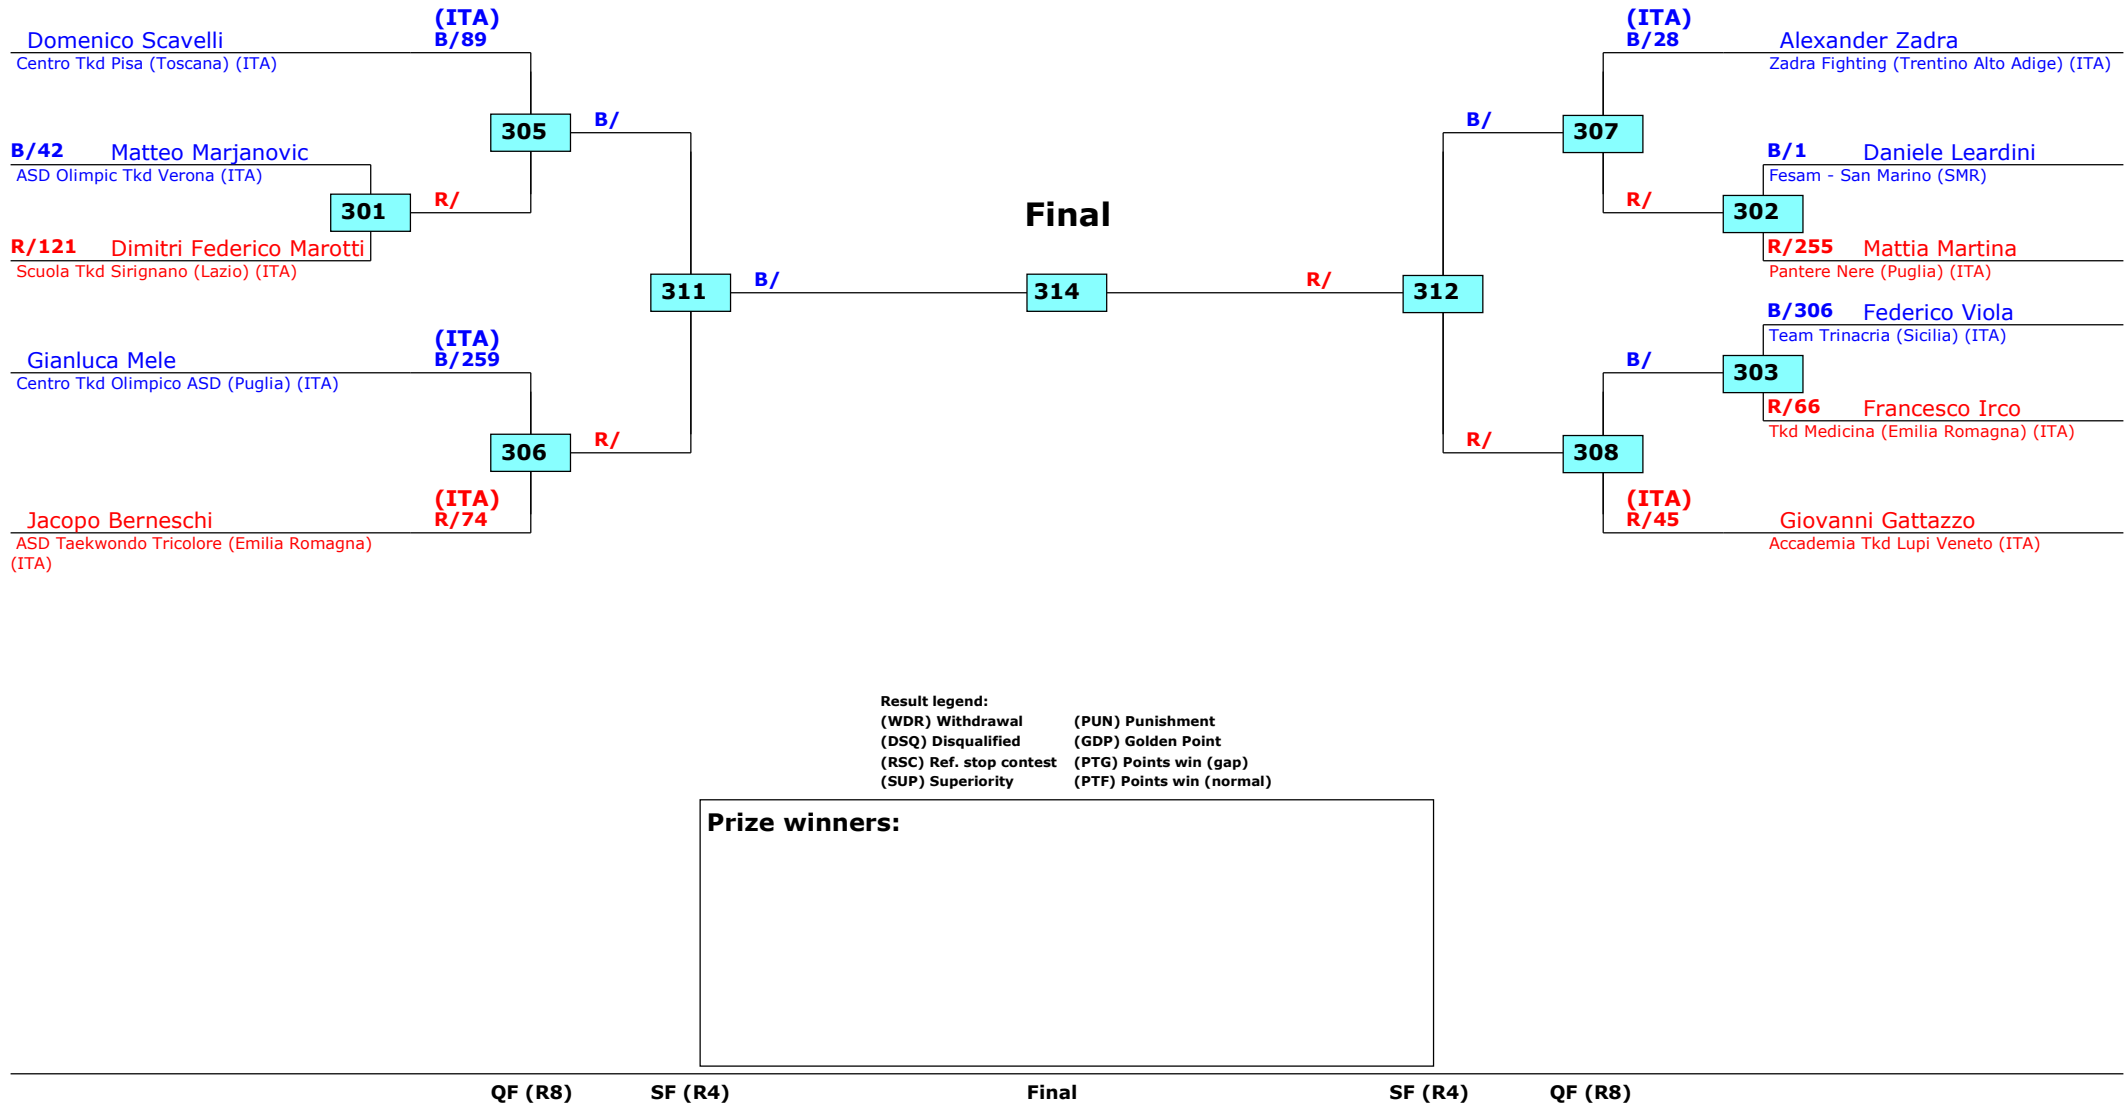 (ITA)
Domenico Scavelli B/89
Centro Tkd Pisa (Toscana) (ITA)
305 B/
B/42 Matteo Marjanovic
ASD Olimpic Tkd Verona (ITA)
301 R/
R/121 Dimitri Federico Marotti
Scuola Tkd Sirignano (Lazio) (ITA)
311 B/
(ITA)
Gianluca Mele B/259
Centro Tkd Olimpico ASD (Puglia) (ITA)
306 R/
(ITA)
Jacopo Berneschi R/74
ASD Taekwondo Tricolore (Emilia Romagna)
(ITA)
Final
314
(ITA)
B/28 Alexander Zadra
Zadra Fighting (Trentino Alto Adige) (ITA)
B/ 307
B/1 Daniele Leardini
Fesam - San Marino (SMR)
R/ 302
R/255 Mattia Martina
Pantere Nere (Puglia) (ITA)
R/ 312
B/306 Federico Viola
Team Trinacria (Sicilia) (ITA)
B/ 303
R/66 Francesco Irco
Tkd Medicina (Emilia Romagna) (ITA)
R/ 308
(ITA)
R/45 Giovanni Gattazzo
Accademia Tkd Lupi Veneto (ITA)
Result legend:
(WDR) Withdrawal (PUN) Punishment
(DSQ) Disqualified (GDP) Golden Point
(RSC) Ref. stop contest (PTG) Points win (gap)
(SUP) Superiority (PTF) Points win (normal)
Prize winners:
QF (R8) SF (R4) Final SF (R4) QF (R8)